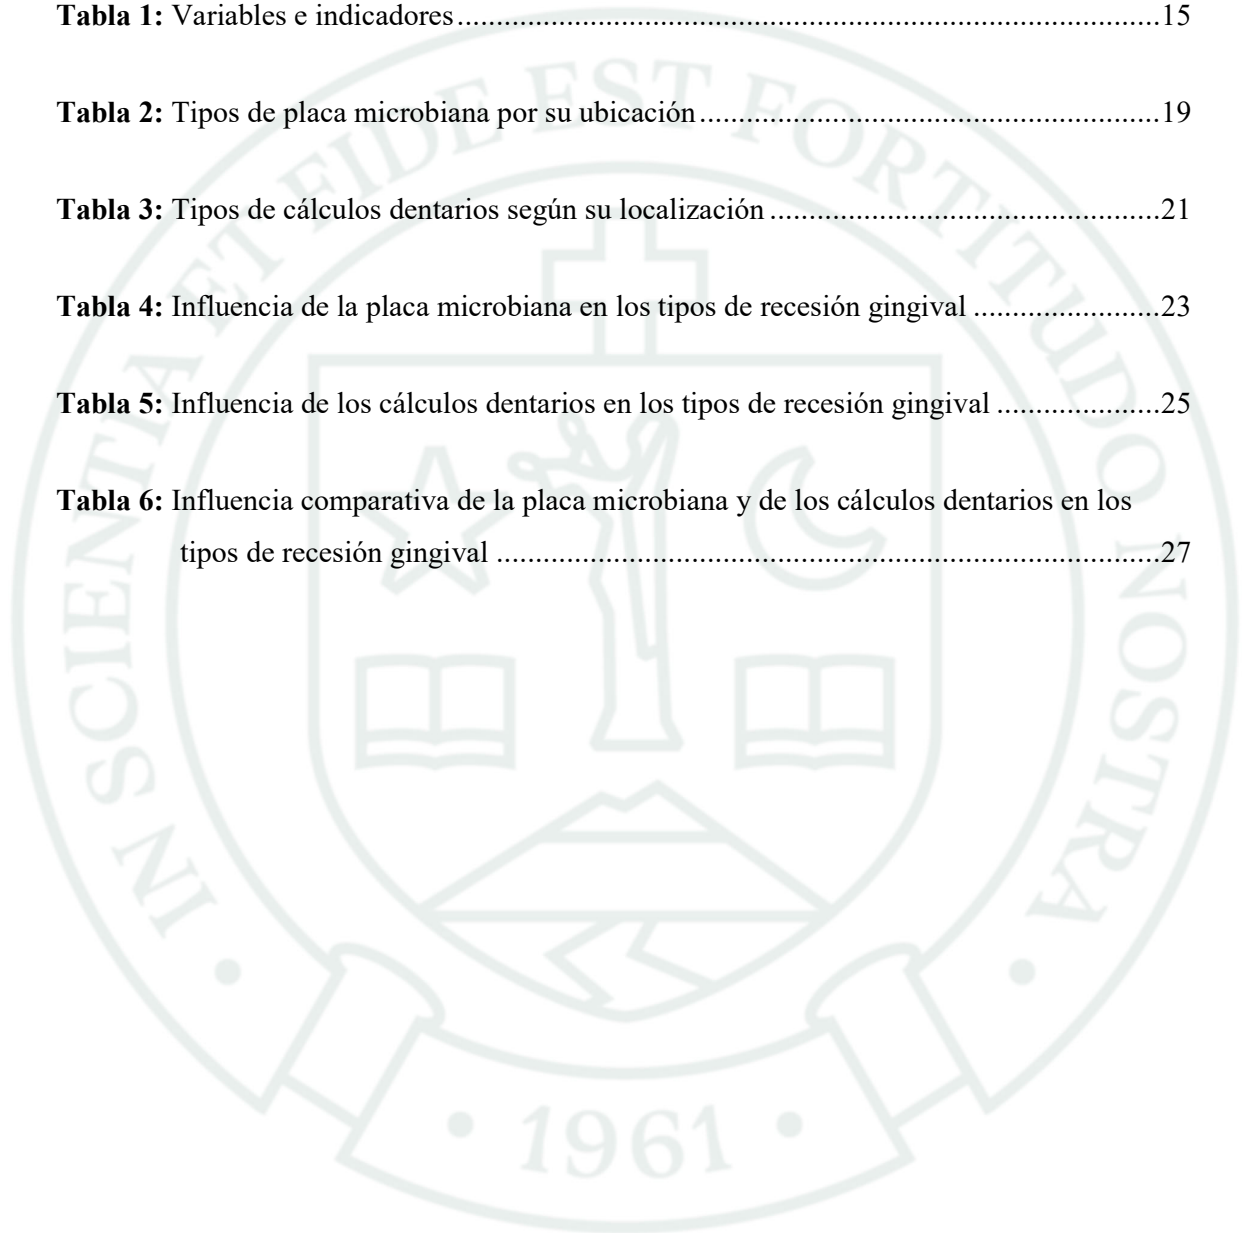 Tabla 1: Variables e indicadores....................15
Tabla 2: Tipos de placa microbiana por su ubicación....................19
Tabla 3: Tipos de cálculos dentarios según su localización....................21
Tabla 4: Influencia de la placa microbiana en los tipos de recesión gingival....................23
Tabla 5: Influencia de los cálculos dentarios en los tipos de recesión gingival....................25
Tabla 6: Influencia comparativa de la placa microbiana y de los cálculos dentarios en los
tipos de recesión gingival....................27
IN SCIENTIA ET FIDE EST FORTITUDO NOSTRA
• 1961 •